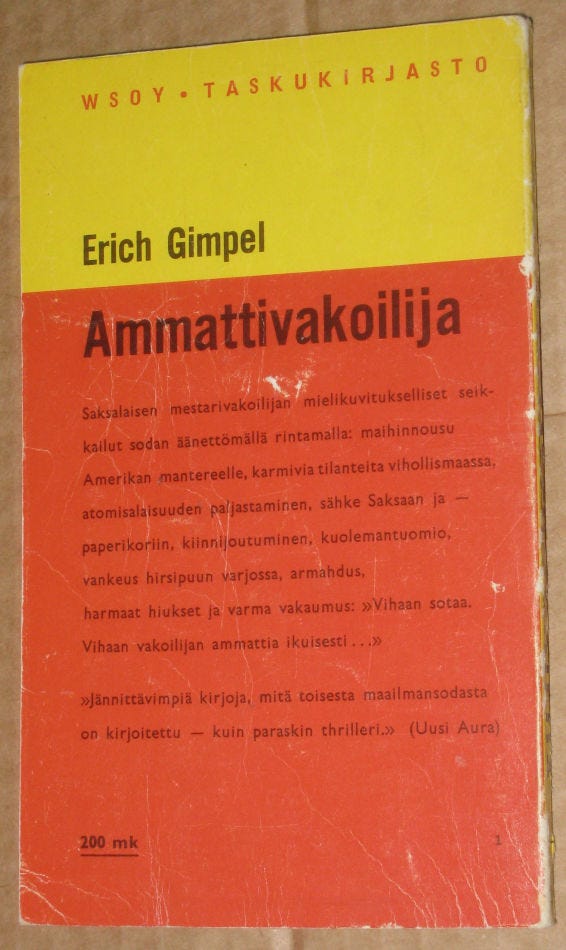 WSOY • TASKUKIRJASTO
Erich Gimpel
Ammattivakoilija
Saksalaisen mestarivakoilijan mielikuvitukselliset seik-
kailut sodan äänettömällä rintamalla: maihinnousu
Amerikan mantereelle, karmivia tilanteita vihollismaassa,
atomisalaisuuden paljastaminen, sähke Saksaan ja —
paperikoriin, kiinnijoutuminen, kuolemantuomio,
vankeus hirsipuun varjossa, armahdus,
harmaat hiukset ja varma vakaumus: »Vihaan sotaa.
Vihaan vakoilijan ammattia ikuisesti...»
»Jännittävimpiä kirjoja, mitä toisesta maailmansodasta
on kirjoitettu — kuin paraskin thrilleri.» (Uusi Aura)
200 mk 1